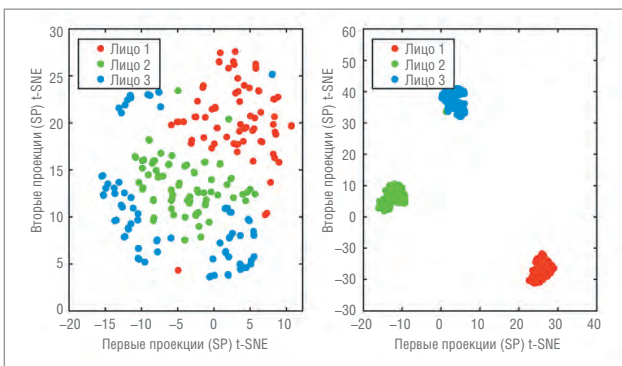 30
25
20
15
10
5
0
Вторые проекции (SP) t-SNE
Лицо 1
Лицо 2
Лицо 3
−20 −15 −10 −5 0 5 10
Первые проекции (SP) t-SNE
60
50
40
30
20
10
0
−30
−20
−30
Вторые проекции (SP) t-SNE
Лицо 1
Лицо 2
Лицо 3
−20 −10 0 10 20 30 40
Первые проекции (SP) t-SNE